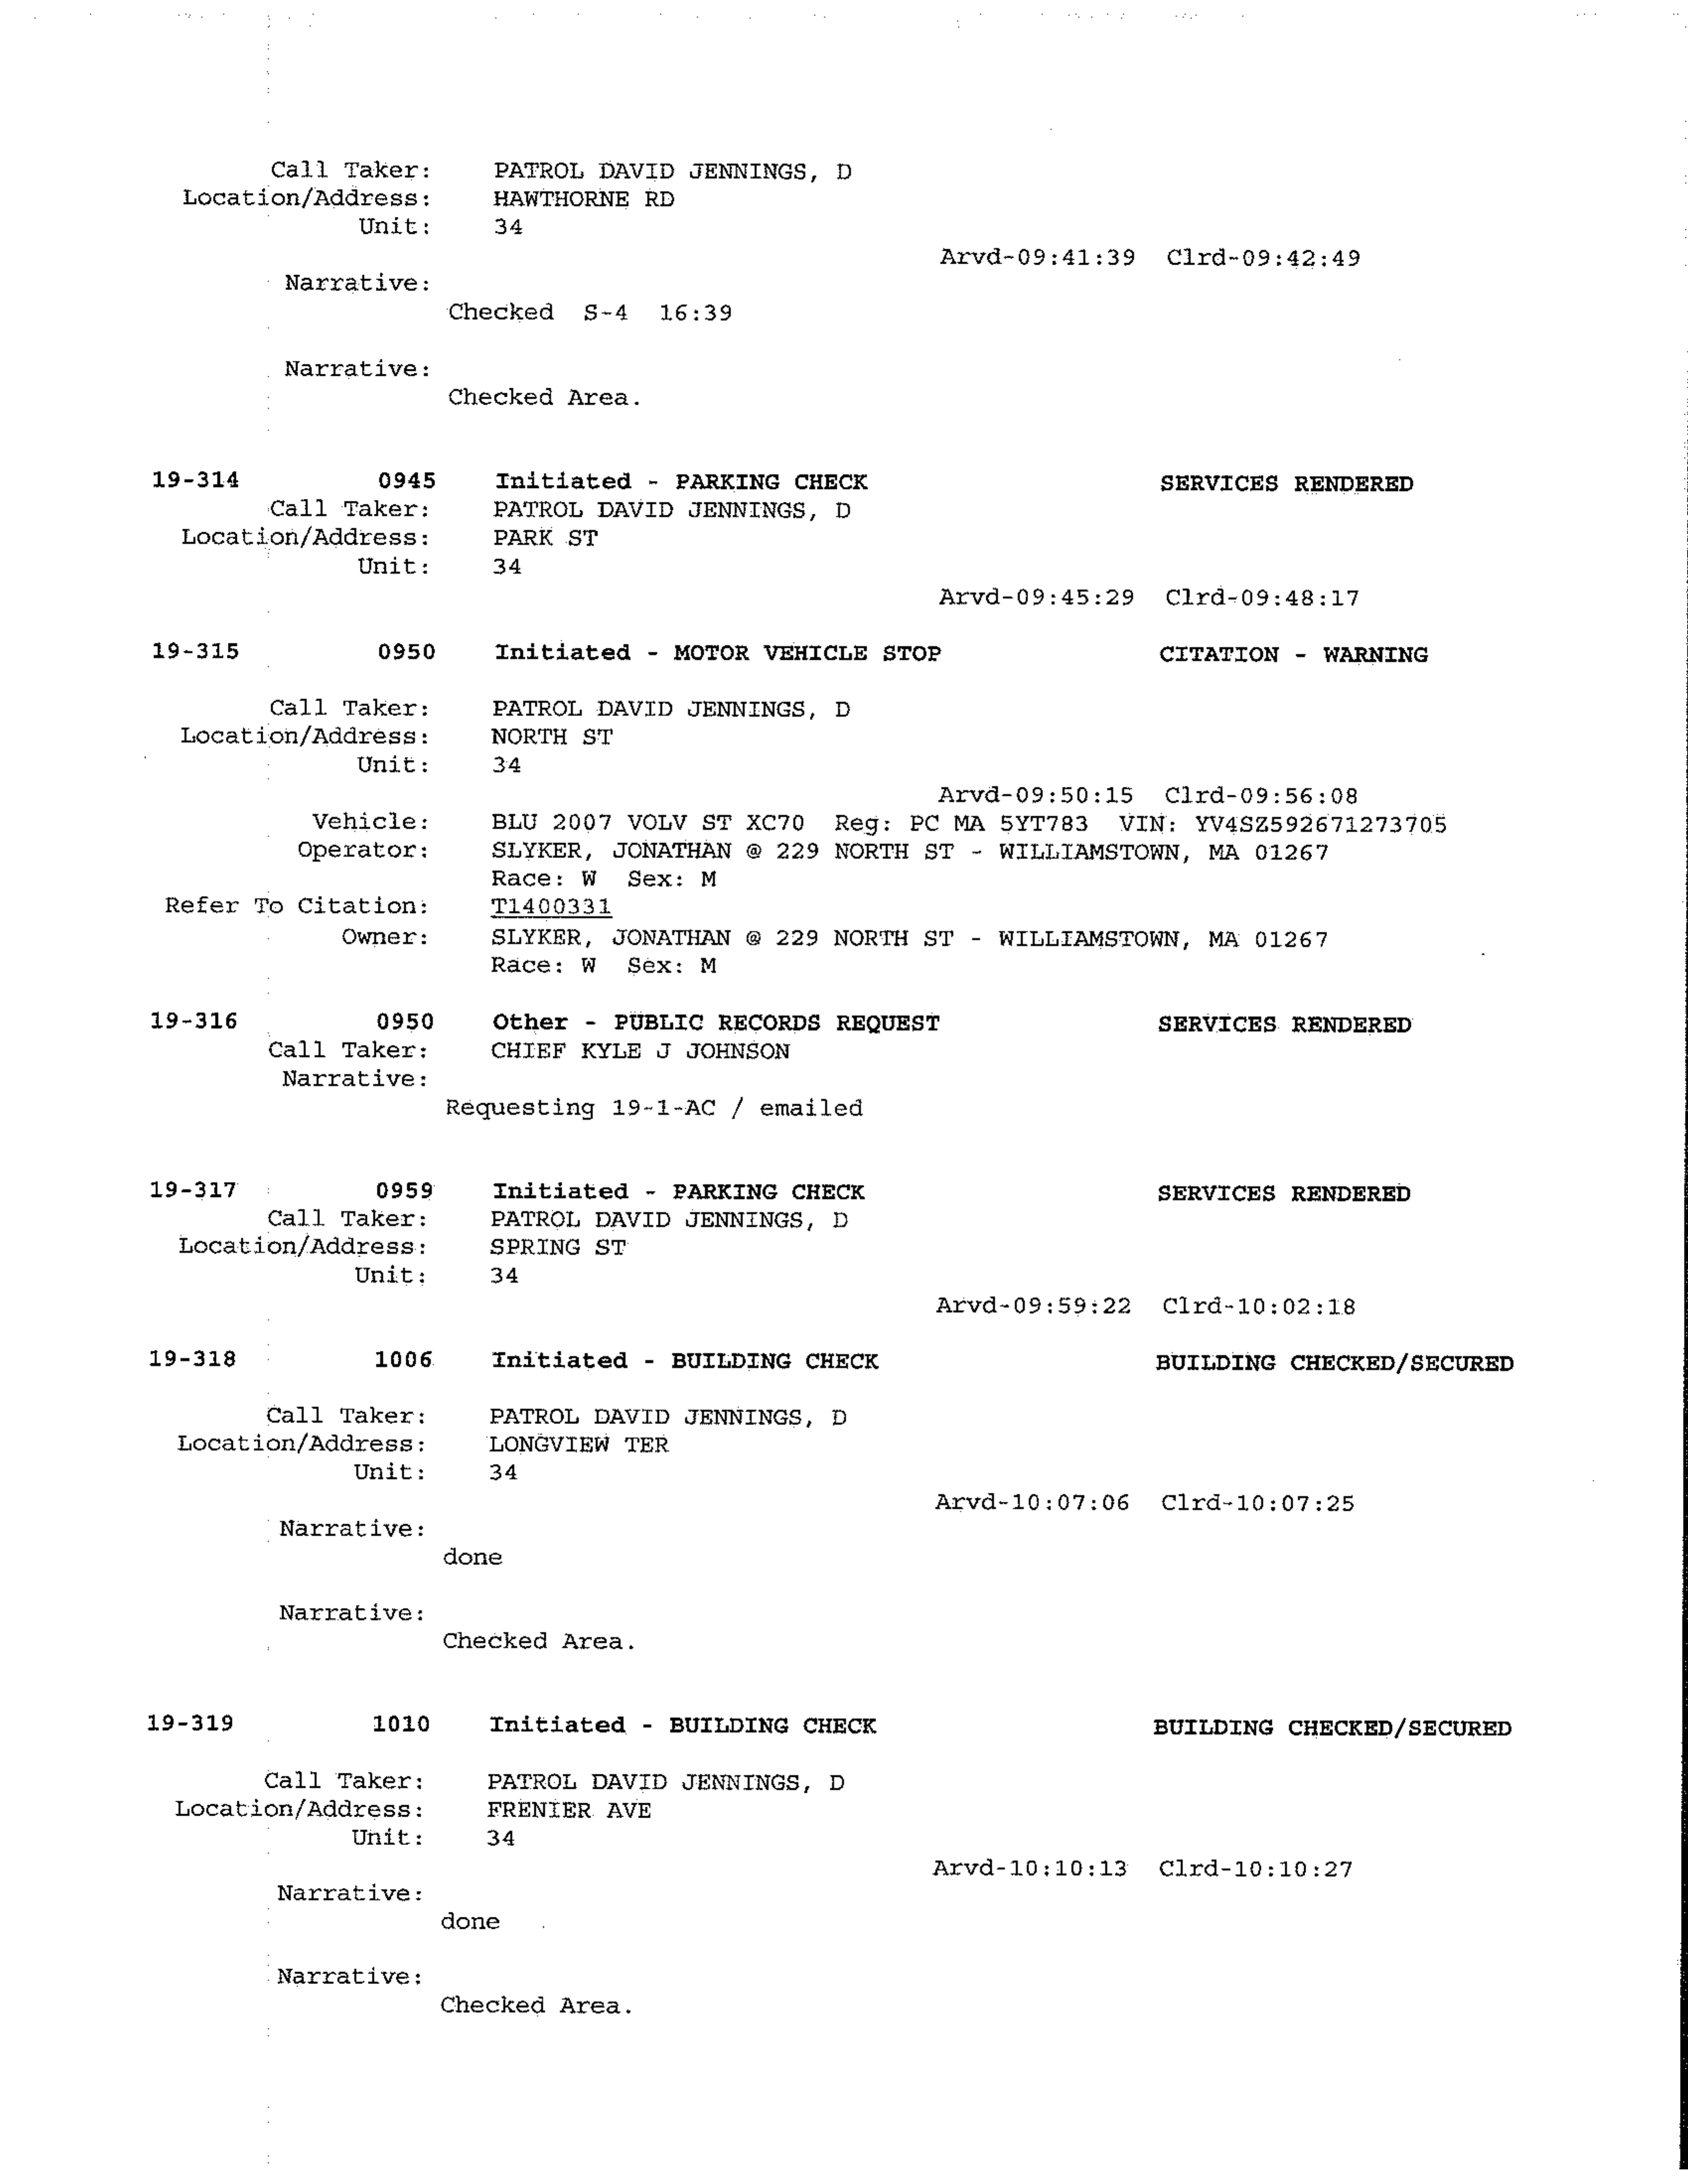 Call Taker: PATROL DAVID JENNINGS, D
Location/Address: HAWTHORNE RD
Unit: 34
Arvd-09:41:39 Clrd-09:42:49
Narrative:
Checked S-4 16:39
Narrative:
Checked Area.
19-314 0945 Initiated - PARKING CHECK SERVICES RENDERED
Call Taker: PATROL DAVID JENNINGS, D
Location/Address: PARK ST
Unit: 34
Arvd-09:45:29 Clrd-09:48:17
19-315 0950 Initiated - MOTOR VEHICLE STOP CITATION - WARNING
Call Taker: PATROL DAVID JENNINGS, D
Location/Address: NORTH ST
Unit: 34
Arvd-09:50:15 Clrd-09:56:08
Vehicle: BLU 2007 VOLV ST XC70 Reg: PC MA 5YT783 VIN: YV4SZ592671273705
Operator: SLYKER, JONATHAN @ 229 NORTH ST - WILLIAMSTOWN, MA 01267
Race: W Sex: M
Refer To Citation: T1400331
Owner: SLYKER, JONATHAN @ 229 NORTH ST - WILLIAMSTOWN, MA 01267
Race: W Sex: M
19-316 0950 Other - PUBLIC RECORDS REQUEST SERVICES RENDERED
Call Taker: CHIEF KYLE J JOHNSON
Narrative:
Requesting 19-1-AC / emailed
19-317 0959 Initiated - PARKING CHECK SERVICES RENDERED
Call Taker: PATROL DAVID JENNINGS, D
Location/Address: SPRING ST
Unit: 34
Arvd-09:59:22 Clrd-10:02:18
19-318 1006 Initiated - BUILDING CHECK BUILDING CHECKED/SECURED
Call Taker: PATROL DAVID JENNINGS, D
Location/Address: LONGVIEW TER
Unit: 34
Arvd-10:07:06 Clrd-10:07:25
Narrative:
done
Narrative:
Checked Area.
19-319 1010 Initiated - BUILDING CHECK BUILDING CHECKED/SECURED
Call Taker: PATROL DAVID JENNINGS, D
Location/Address: FRENIER AVE
Unit: 34
Arvd-10:10:13 Clrd-10:10:27
Narrative:
done
Narrative:
Checked Area.